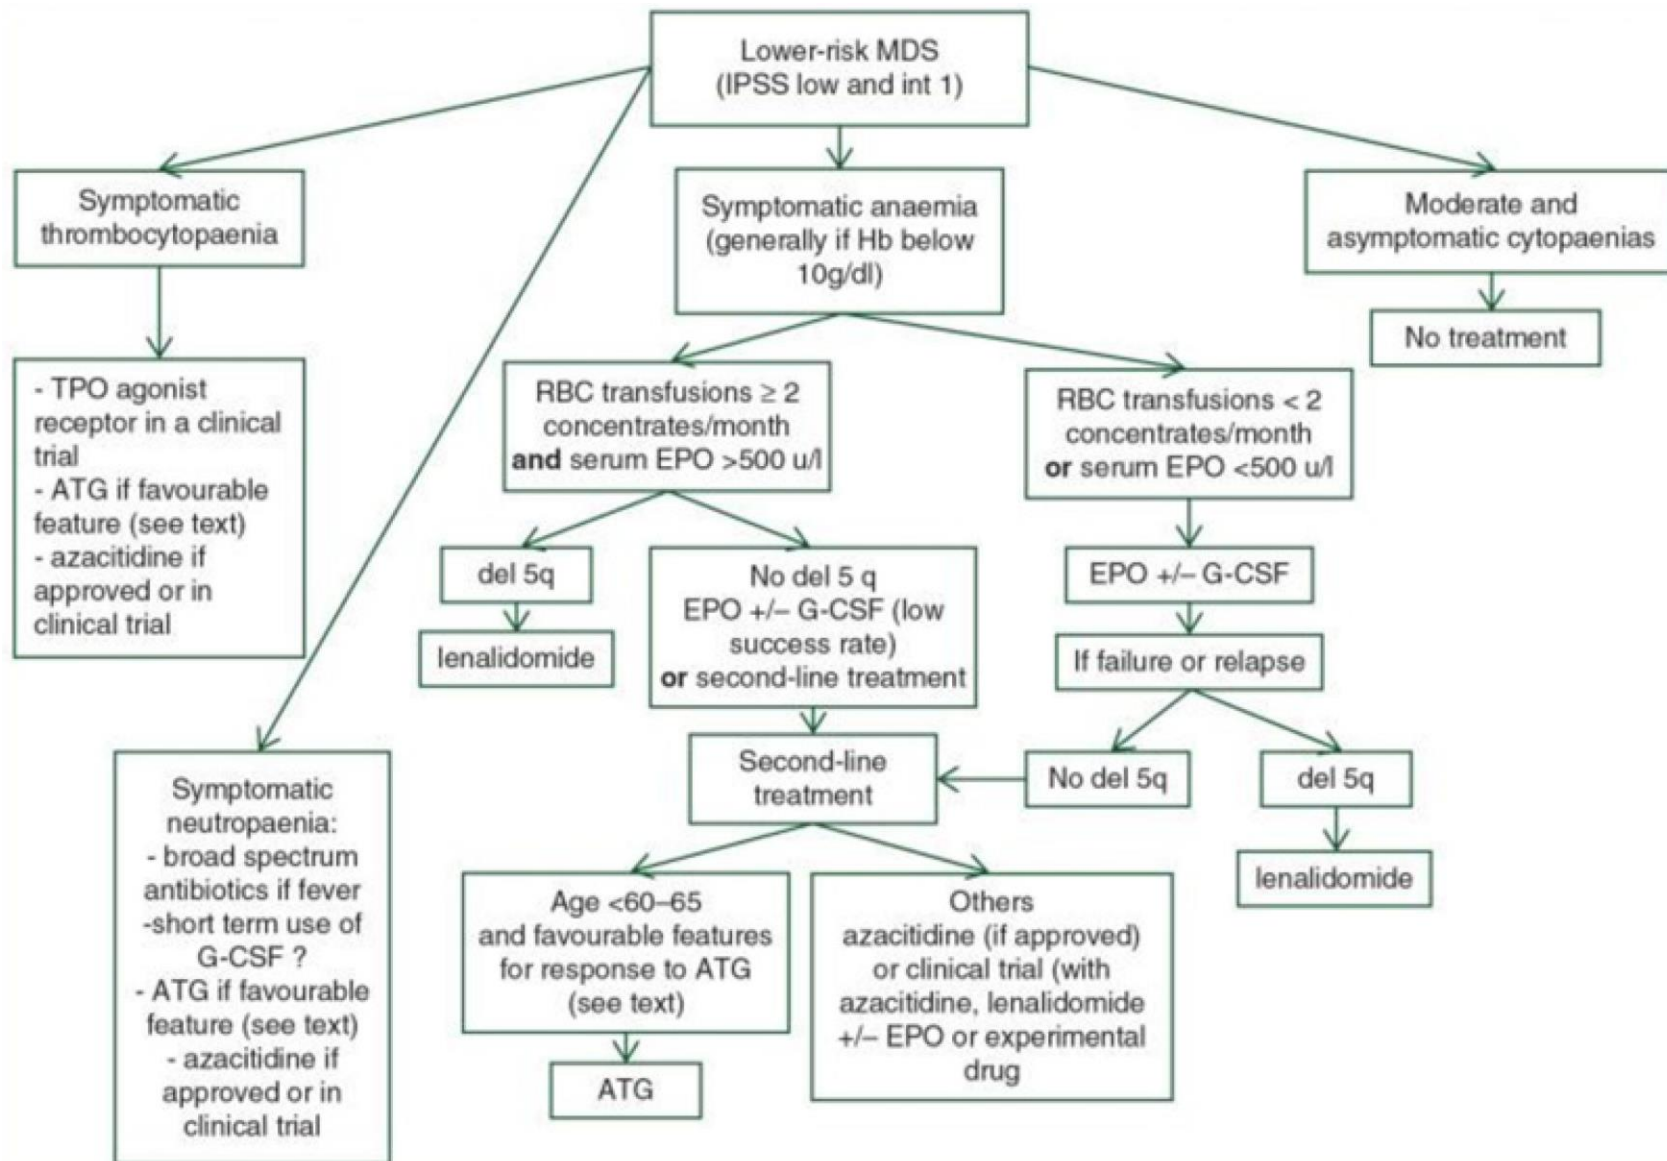 Lower-risk MDS
(IPSS low and int 1)
Symptomatic
thrombocytopaenia
Symptomatic anaemia
(generally if Hb below
10g/dl)
Moderate and
asymptomatic cytopaenias
No treatment
- TPO agonist
receptor in a clinical
trial
- ATG if favourable
feature (see text)
- azacitidine if
approved or in
clinical trial
RBC transfusions ≥ 2
concentrates/month
and serum EPO >500 u/l
RBC transfusions < 2
concentrates/month
or serum EPO <500 u/l
del 5q
lenalidomide
No del 5 q
EPO +/– G-CSF (low
success rate)
or second-line treatment
EPO +/– G-CSF
If failure or relapse
Second-line
treatment
No del 5q
del 5q
lenalidomide
Symptomatic
neutropaenia:
- broad spectrum
antibiotics if fever
-short term use of
G-CSF ?
- ATG if favourable
feature (see text)
- azacitidine if
approved or in
clinical trial
Age <60–65
and favourable features
for response to ATG
(see text)
ATG
Others
azacitidine (if approved)
or clinical trial (with
azacitidine, lenalidomide
+/– EPO or experimental
drug